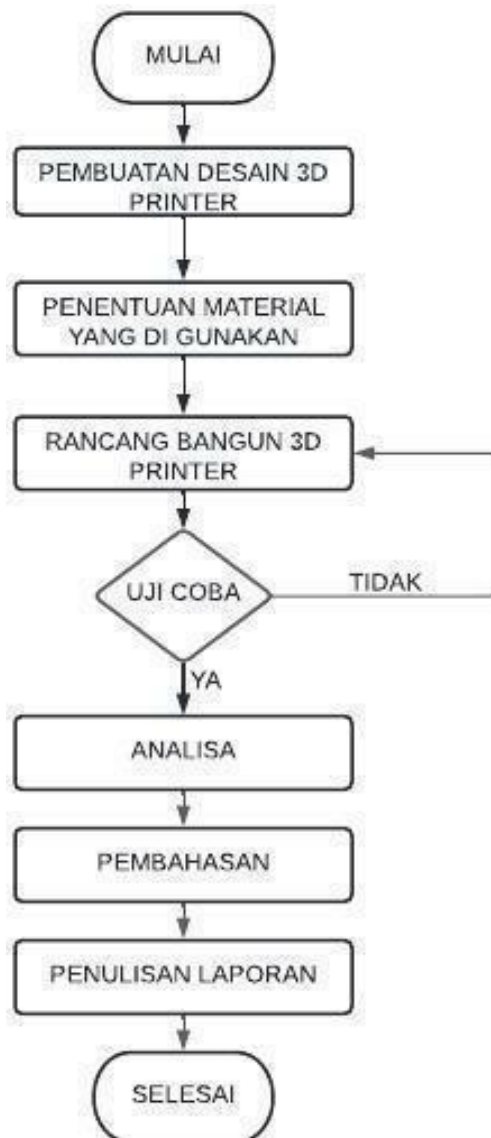 MULAI
PEMBUATAN DESAIN 3D
PRINTER
PENENTUAN MATERIAL
YANG DI GUNAKAN
RANCANG BANGUN 3D
PRINTER
UJI COBA
TIDAK
YA
ANALISA
PEMBAHASAN
PENULISAN LAPORAN
SELESAI